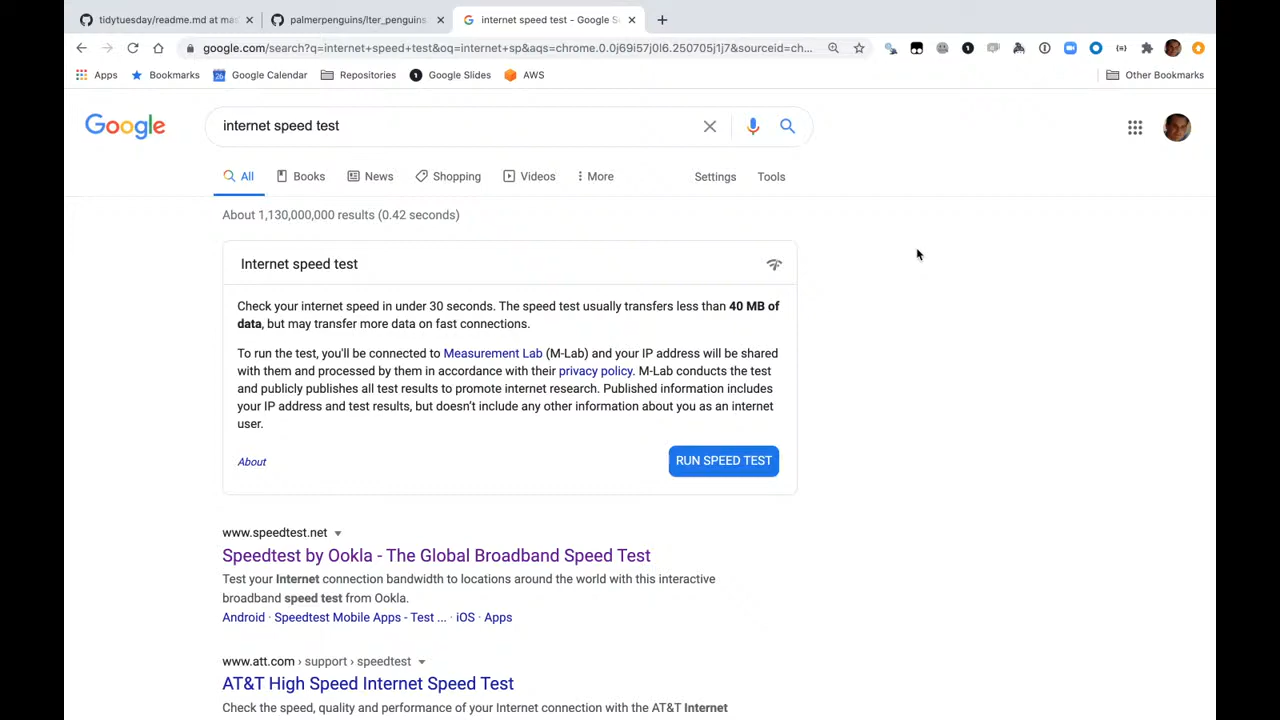 tidytuesday/readme.md at mas
palmerpenguins/lter_penguins.
internet speed test - Google S
google.com/search?q=internet+speed+test&oq=internet+sp&aqs=chrome.0.0j69i57j0l6.250705j1j7&sourceid=ch...
Apps
Bookmarks
Google Calendar
Repositories
Google Slides
AWS
Other Bookmarks
Google
internet speed test
All
Books
News
Shopping
Videos
More
Settings
Tools
About 1,130,000,000 results (0.42 seconds)
Internet speed test
Check your internet speed in under 30 seconds. The speed test usually transfers less than 40 MB of
data, but may transfer more data on fast connections.
To run the test, you'll be connected to Measurement Lab (M-Lab) and your IP address will be shared
with them and processed by them in accordance with their privacy policy. M-Lab conducts the test
and publicly publishes all test results to promote internet research. Published information includes
your IP address and test results, but doesn't include any other information about you as an internet
user.
About
RUN SPEED TEST
www.speedtest.net
Speedtest by Ookla - The Global Broadband Speed Test
Test your Internet connection bandwidth to locations around the world with this interactive
broadband speed test from Ookla.
Android · Speedtest Mobile Apps - Test ... · iOS · Apps
www.att.com › support › speedtest
AT&T High Speed Internet Speed Test
Check the speed, quality and performance of your Internet connection with the AT&T Internet